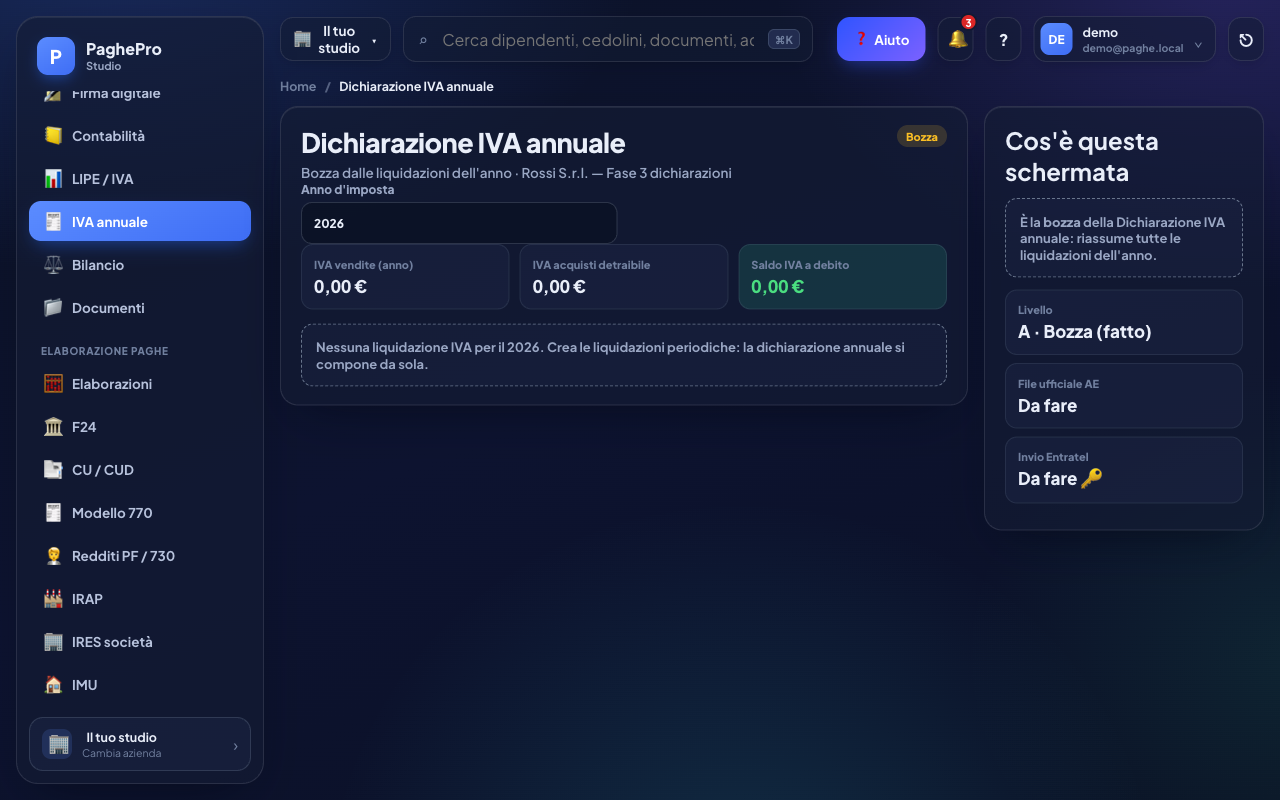 P
PaghePro
Studio
Firma digitale
Contabilità
LIPE / IVA
IVA annuale
Bilancio
Documenti
ELABORAZIONE PAGHE
Elaborazioni
F24
CU / CUD
Modello 770
Redditi PF / 730
IRAP
IRES società
IMU
Il tuo studio
Cambia azienda
Il tuo
studio
Cerca dipendenti, cedolini, documenti, az
⌘K
❓ Aiuto
3
?
DE
demo
demo@paghe.local
Home / Dichiarazione IVA annuale
Dichiarazione IVA annuale
Bozza
Bozza dalle liquidazioni dell'anno · Rossi S.r.l. — Fase 3 dichiarazioni
Anno d'imposta
2026
IVA vendite (anno)
0,00 €
IVA acquisti detraibile
0,00 €
Saldo IVA a debito
0,00 €
Nessuna liquidazione IVA per il 2026. Crea le liquidazioni periodiche: la dichiarazione annuale si
compone da sola.
Cos'è questa
schermata
È la bozza della Dichiarazione IVA
annuale: riassume tutte le
liquidazioni dell'anno.
Livello
A · Bozza (fatto)
File ufficiale AE
Da fare
Invio Entratel
Da fare 🔑